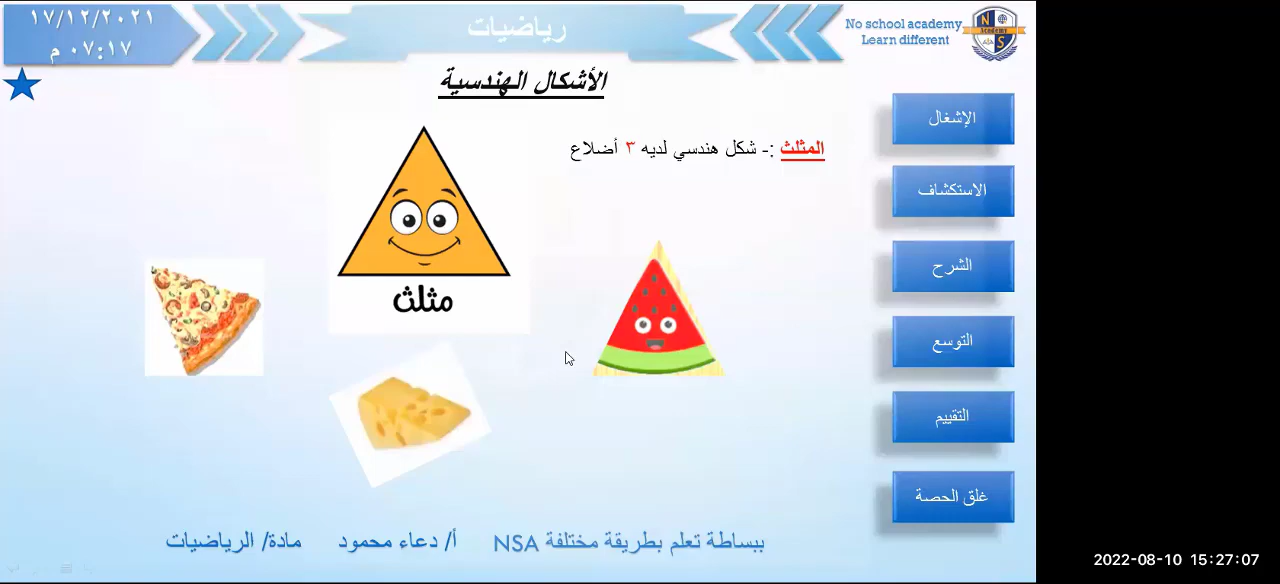 ١٧/١٢/٢٠٢١
٠٧:١٧ م
رياضيات
No school academy
Learn different
N
Academy
S
الأشكال الهندسية
المثلث :- شكل هندسي لديه ٣ أضلاع
مثلث
الإشغال
الاستكشاف
الشرح
التوسع
التقييم
غلق الحصة
ببساطة تعلم بطريقة مختلفة NSA
أ/ دعاء محمود
مادة/ الرياضيات
2022-08-10 15:27:07